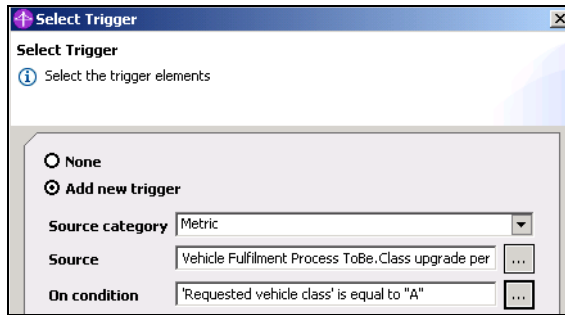 Select Trigger
Select Trigger
Select the trigger elements
None
Add new trigger
Source category Metric
Source Vehicle Fulfilment Process ToBe.Class upgrade per ...
On condition 'Requested vehicle class' is equal to "A" ...